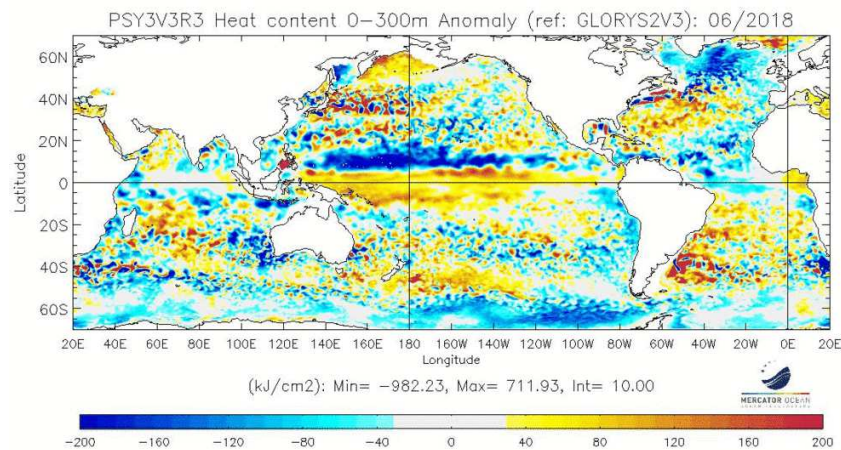 PSY3V3R3 Heat content 0-300m Anomaly (ref: GLORYS2V3): 06/2018
Latitude
60N
40N
20N
0
20S
40S
60S
20E 40E 60E 80E 100E 120E 140E 160E 180 160W 140W 120W 100W 80W 60W 40W 20W 0E 20E
Longitude
(kJ/cm2): Min= -982.23, Max= 711.93, Int= 10.00
MERCATOR OCEAN
-200 -160 -120 -80 -40 0 40 80 120 160 200